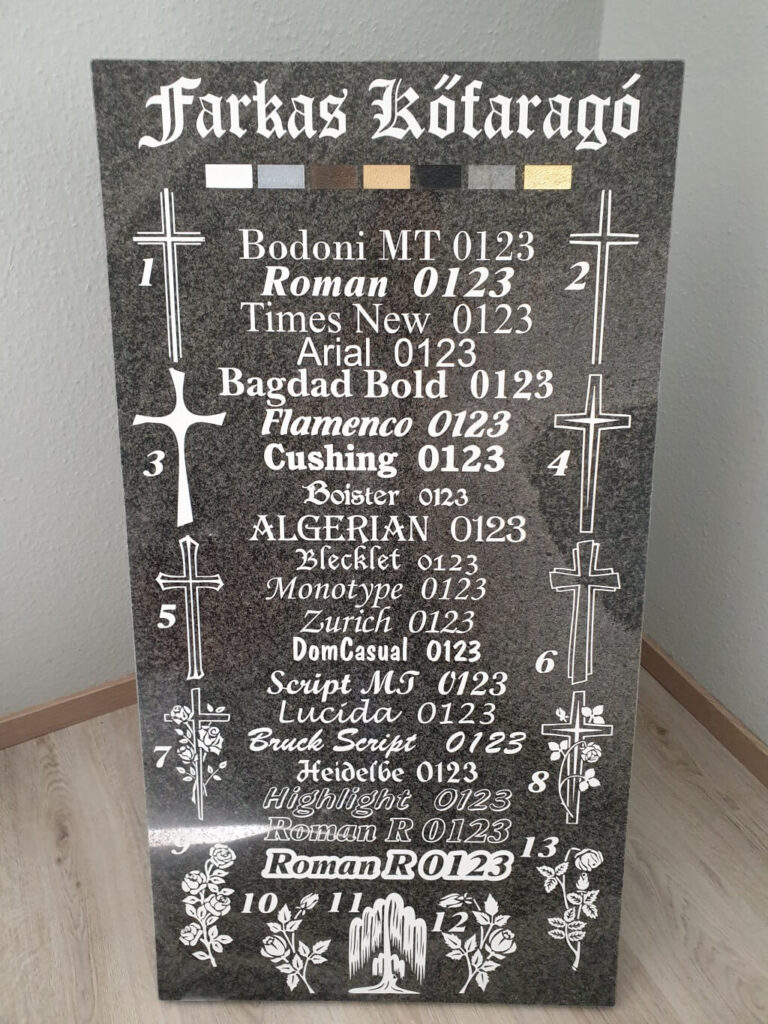 Farkas Kőfaragó
Bodoni MT 0123
1
2
Roman 0123
Times New 0123
Arial 0123
Bagdad Bold 0123
Flamenco 0123
3
Cushing 0123
4
Boister 0123
ALGERIAN 0123
Blecklet 0123
Monotype 0123
5
Zurich 0123
DomCasual 0123
6
Script MT 0123
Lucida 0123
7
Bruck Script 0123
Heidelbe 0123
8
Highlight 0123
Roman R 0123
9
13
Roman R 0123
10
11
12